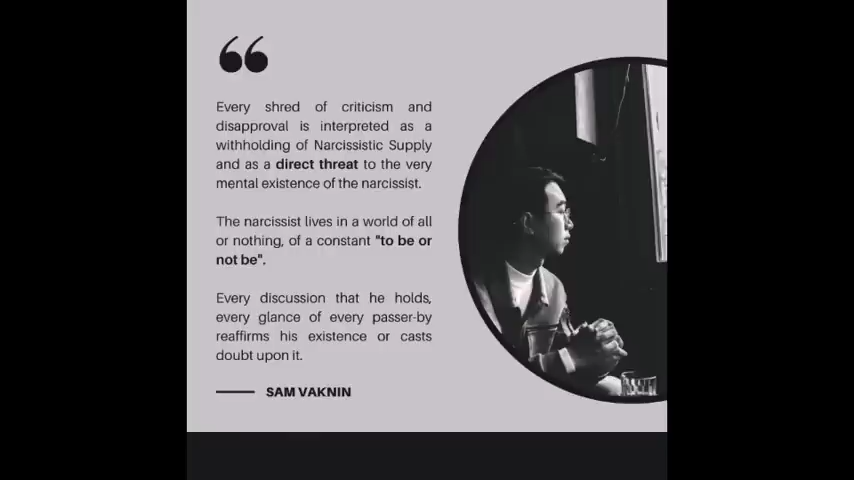 “
Every shred of criticism and
disapproval is interpreted as a
withholding of Narcissistic Supply
and as a direct threat to the very
mental existence of the narcissist.
The narcissist lives in a world of all
or nothing, of a constant "to be or
not be".
Every discussion that he holds,
every glance of every passer-by
reaffirms his existence or casts
doubt upon it.
SAM VAKNIN